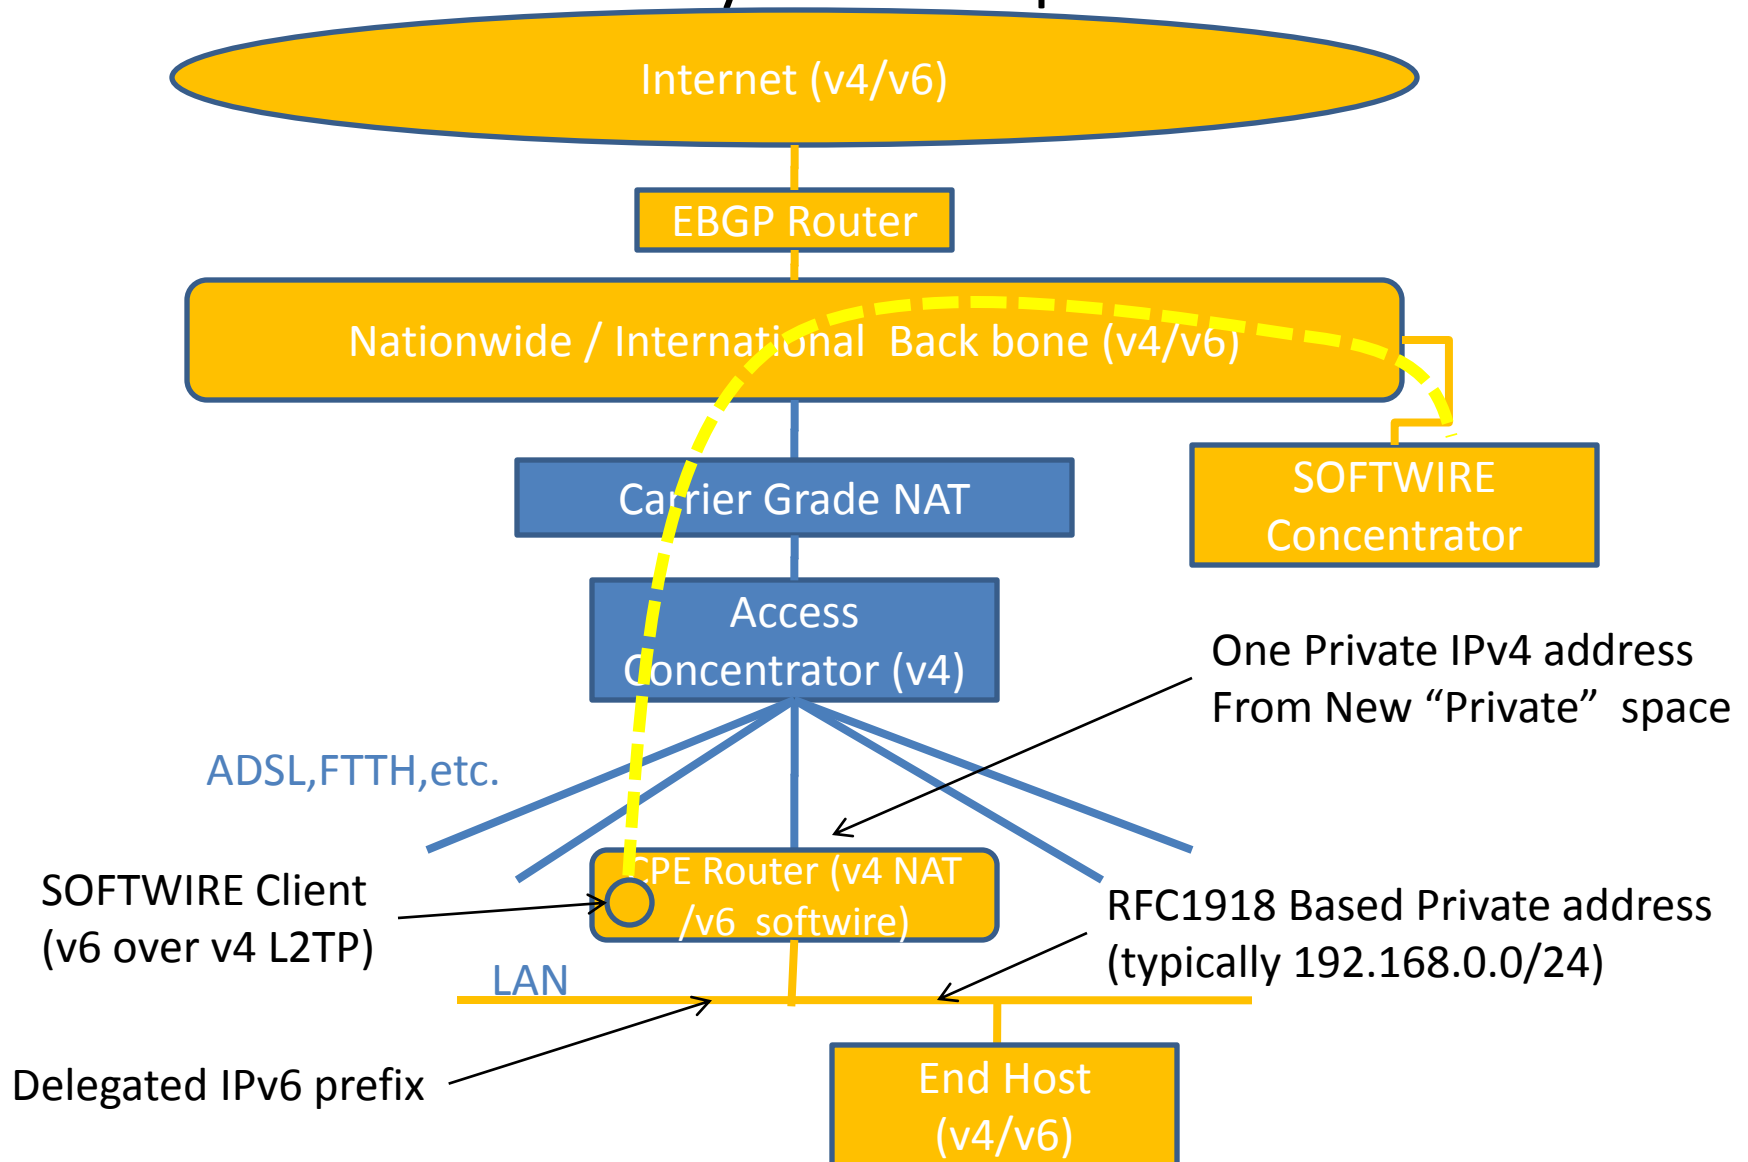 Internet (v4/v6)
EBGP Router
Nationwide / International Back bone (v4/v6)
Carrier Grade NAT
SOFTWIRE
Concentrator
Access
Concentrator (v4)
One Private IPv4 address
From New “Private” space
ADSL,FTTH,etc.
CPE Router (v4 NAT
/v6 softwire)
SOFTWIRE Client
(v6 over v4 L2TP)
RFC1918 Based Private address
(typically 192.168.0.0/24)
LAN
Delegated IPv6 prefix
End Host
(v4/v6)